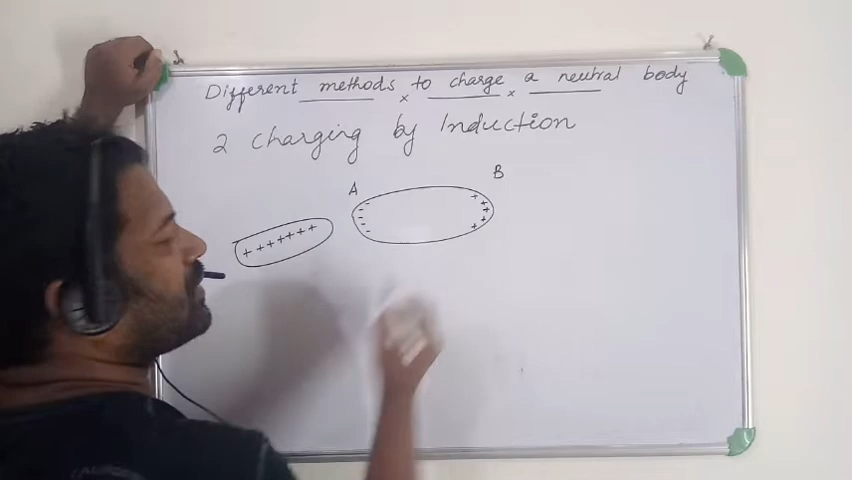 Different methods to charge a neutral body
2 Charging by Induction
A B
- - - - - + + + + +
+ + + + + + +